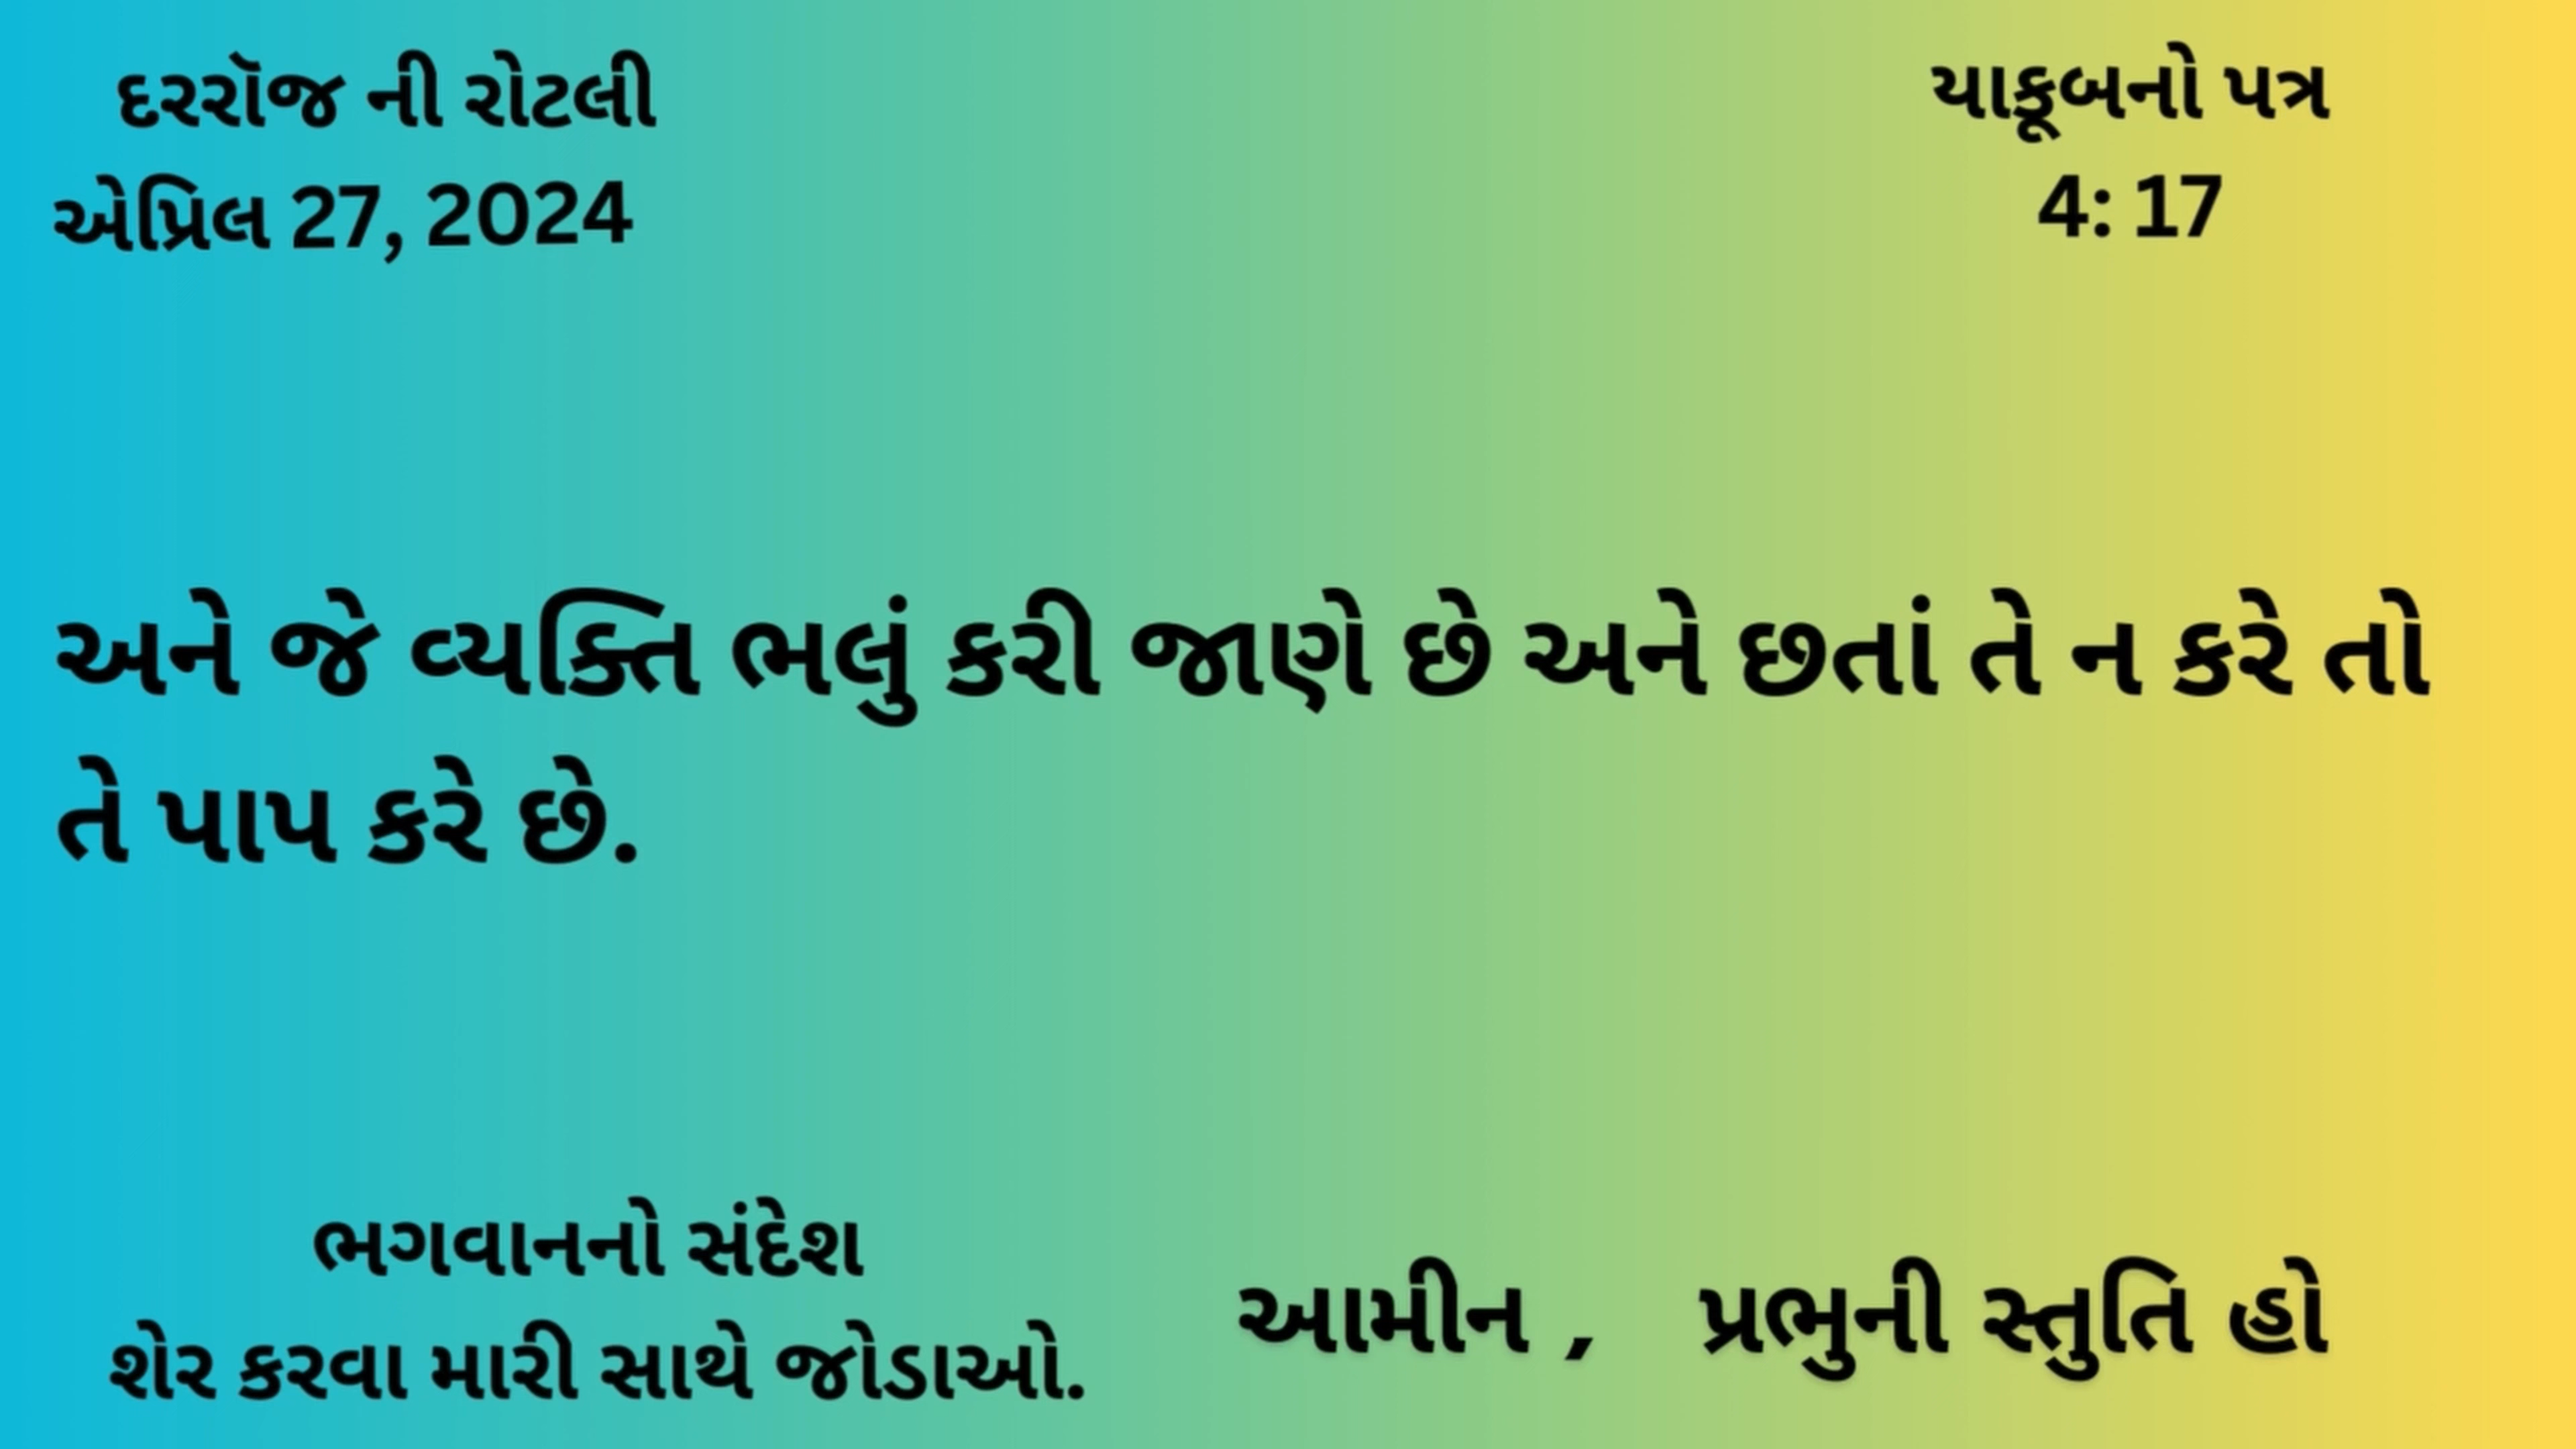 દરરૉજ ની રોટલી
એપ્રિલ 27, 2024
યાકૂબનો પત્ર
4: 17
અને જે વ્યક્તિ ભલું કરી જાણે છે અને છતાં તે ન કરે તો
તે પાપ કરે છે.
ભગવાનનો સંદેશ
શેર કરવા મારી સાથે જોડાઓ.
આમીન , પ્રભુની સ્તુતિ હો